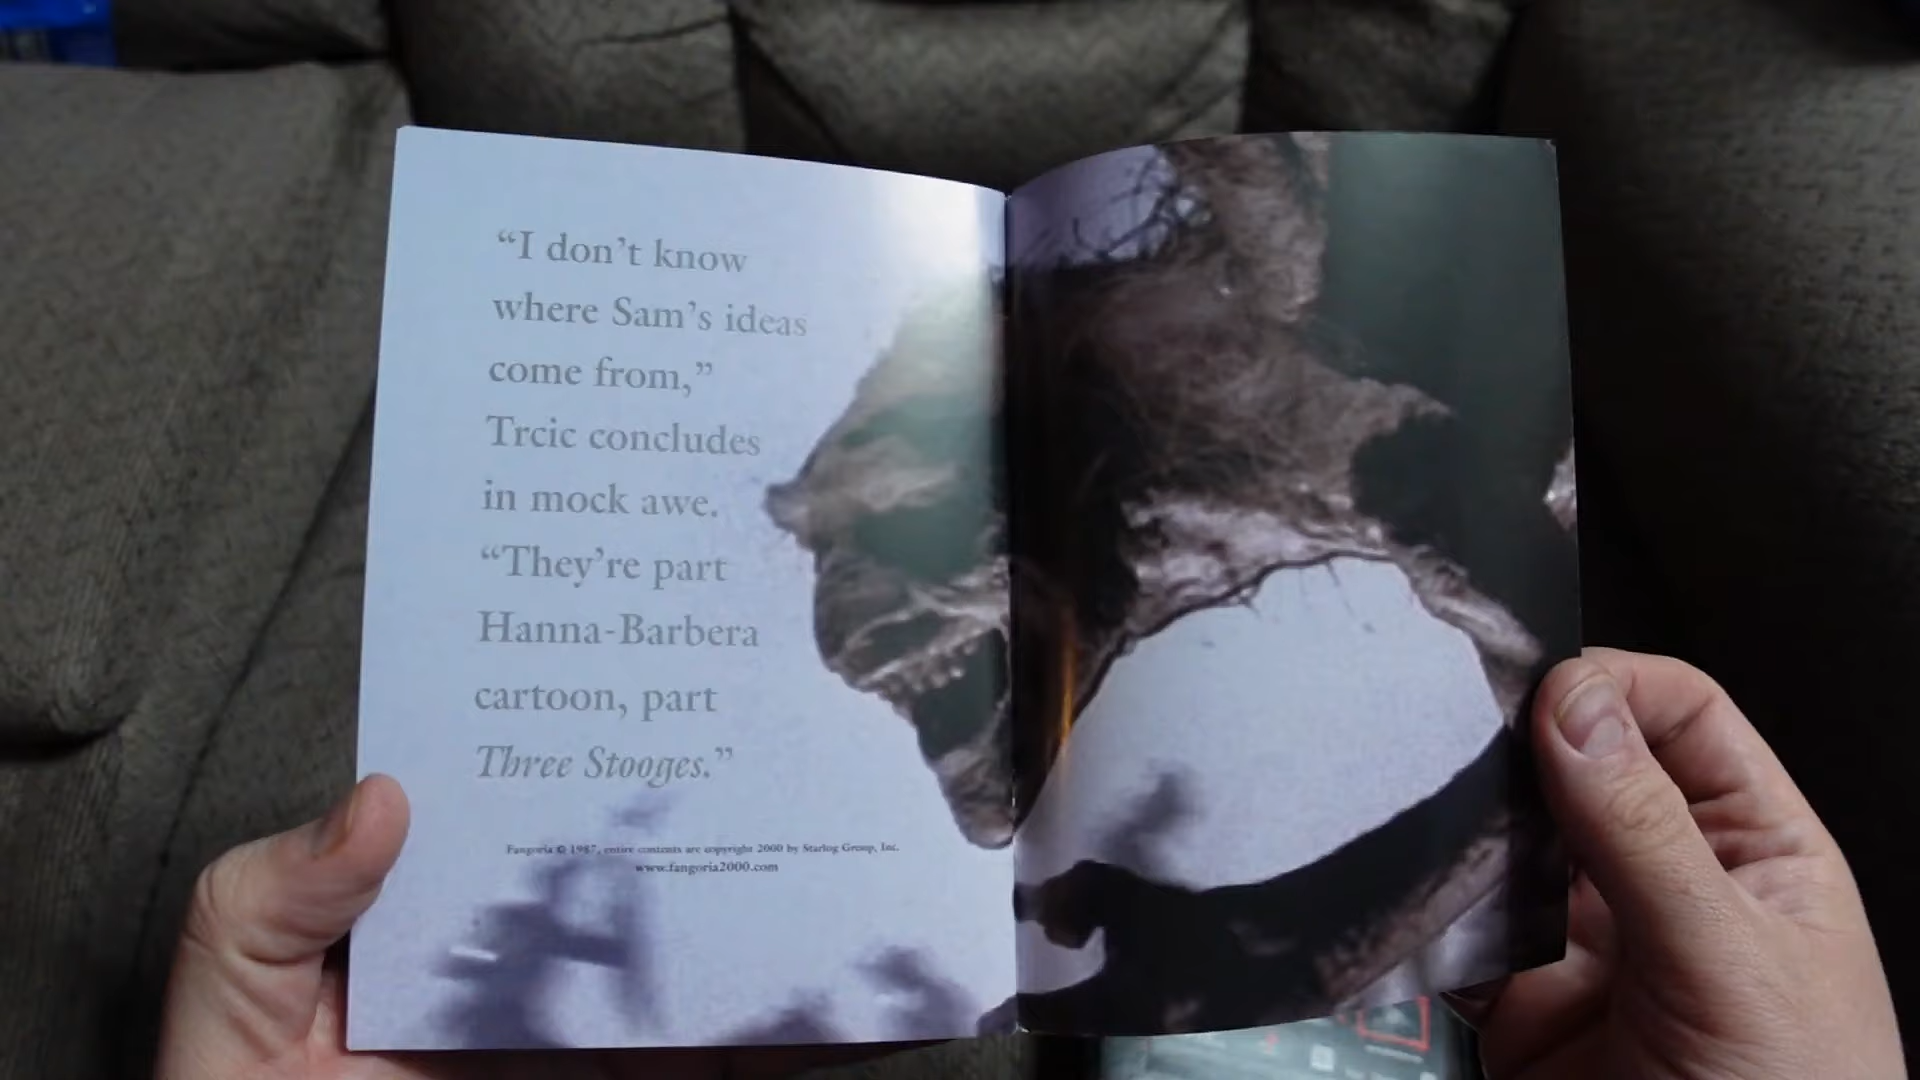 “I don’t know
where Sam’s ideas
come from,”
Trcic concludes
in mock awe.
“They’re part
Hanna-Barbera
cartoon, part
Three Stooges.”
Fangoria © 1987, entire contents are copyright 2000 by Starlog Group, Inc.
www.fangoria2000.com